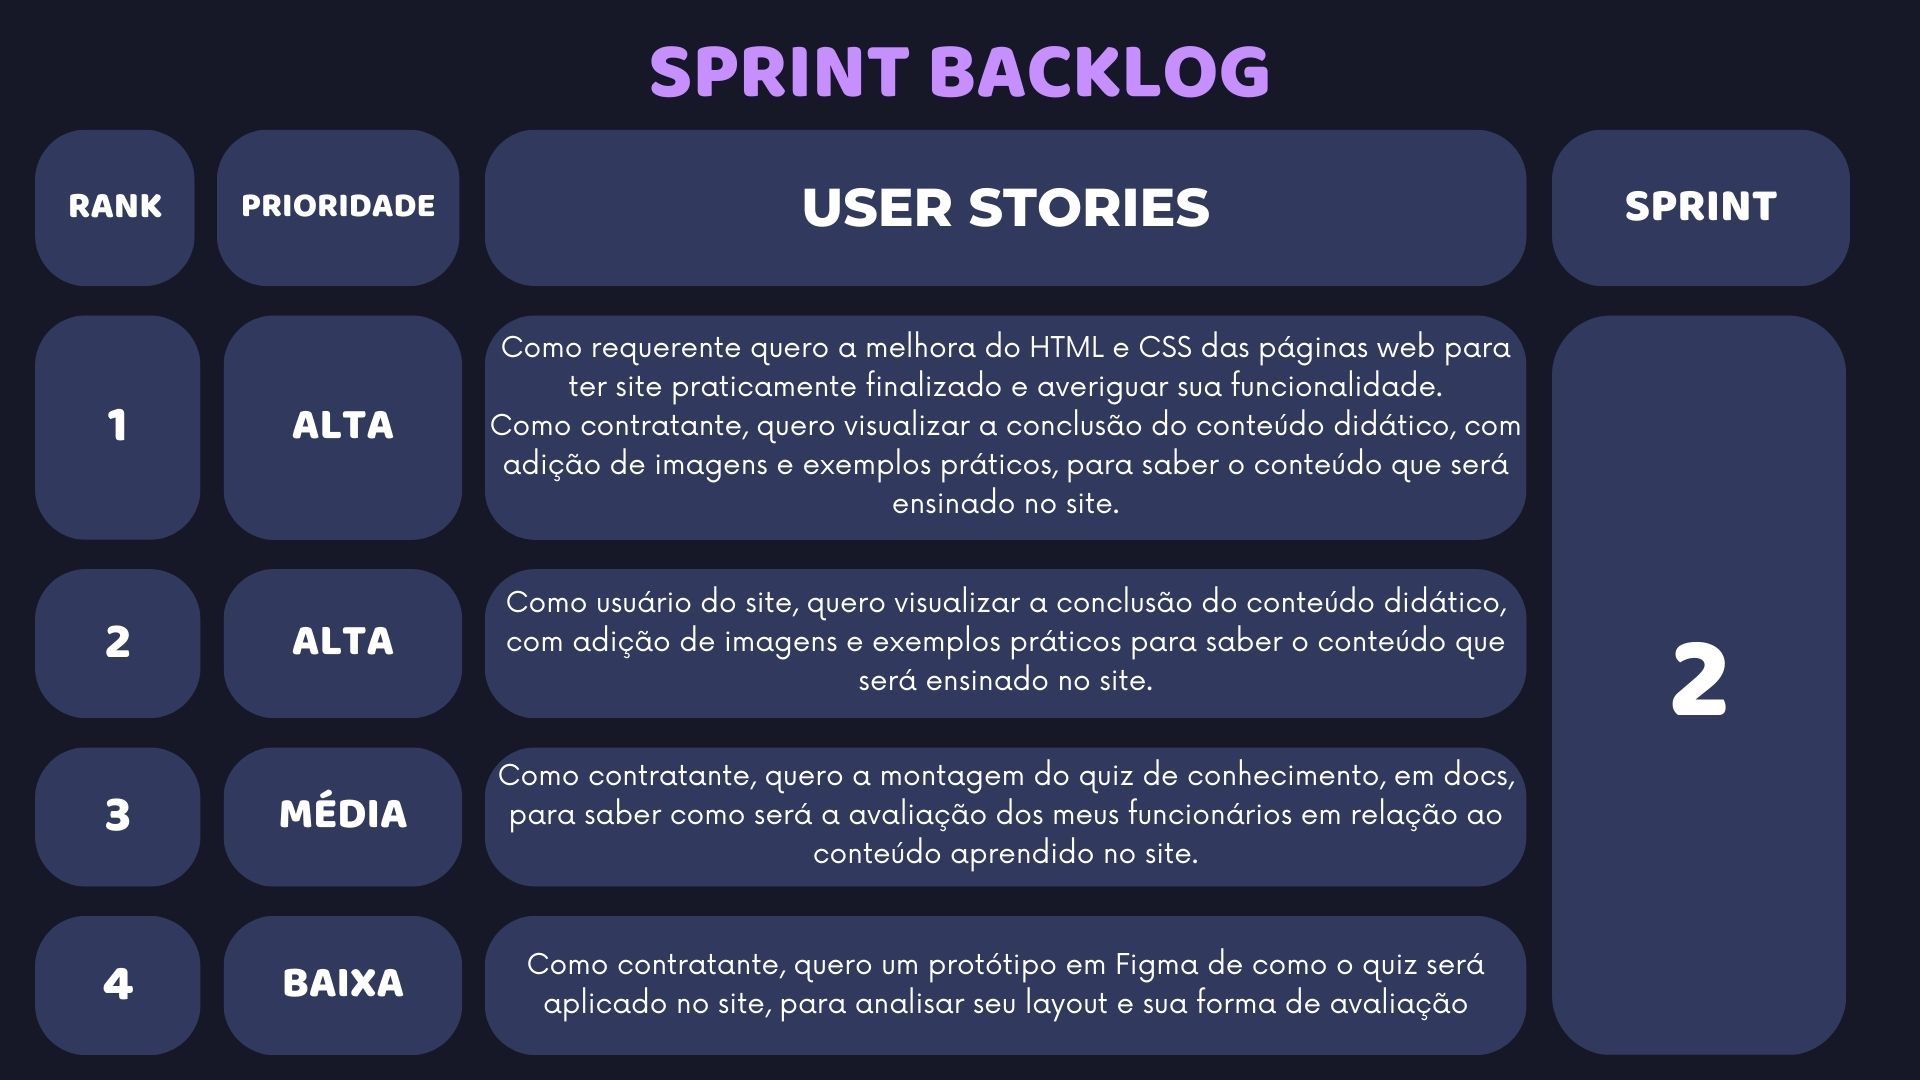 SPRINT BACKLOG
RANK
PRIORIDADE
USER STORIES
SPRINT
1
ALTA
Como requerente quero a melhora do HTML e CSS das páginas web para
ter site praticamente finalizado e averiguar sua funcionalidade.
Como contratante, quero visualizar a conclusão do conteúdo didático, com
adição de imagens e exemplos práticos, para saber o conteúdo que será
ensinado no site.
2
ALTA
Como usuário do site, quero visualizar a conclusão do conteúdo didático,
com adição de imagens e exemplos práticos para saber o conteúdo que
será ensinado no site.
2
3
MÉDIA
Como contratante, quero a montagem do quiz de conhecimento, em docs,
para saber como será a avaliação dos meus funcionários em relação ao
conteúdo aprendido no site.
4
BAIXA
Como contratante, quero um protótipo em Figma de como o quiz será
aplicado no site, para analisar seu layout e sua forma de avaliação